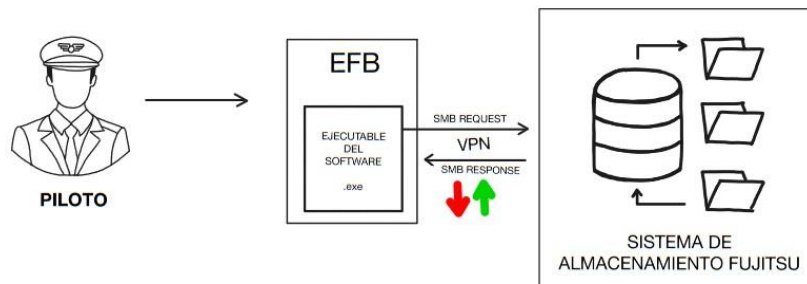 PILOTO
EFB
EJECUTABLE
DEL
SOFTWARE
.exe
SMB REQUEST
VPN
SMB RESPONSE
SISTEMA DE
ALMACENAMIENTO FUJITSU